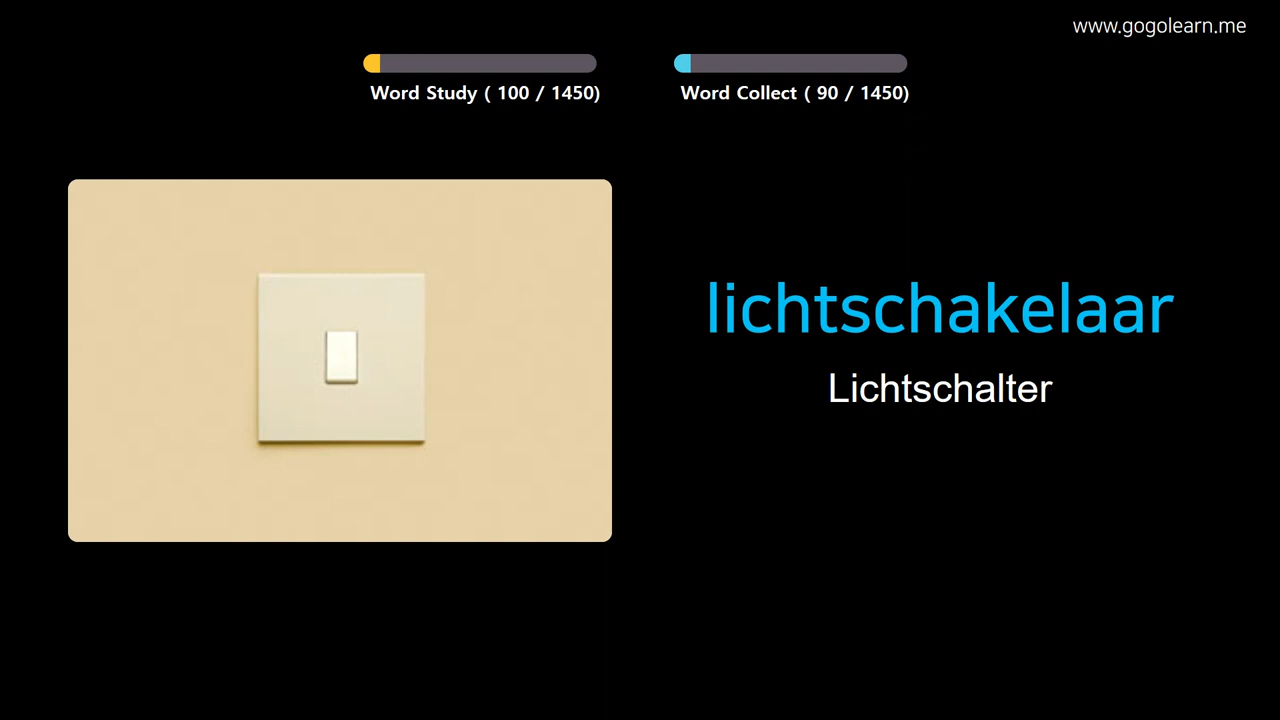 www.gogolearn.me
Word Study ( 100 / 1450)
Word Collect ( 90 / 1450)
lichtschakelaar
Lichtschalter